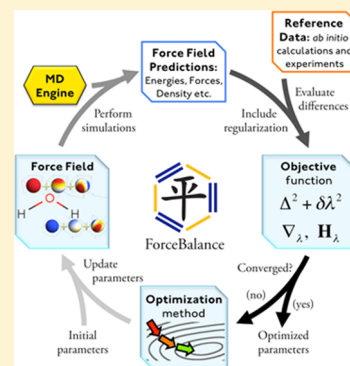 Reference
Data: ab initio
calculations and
experiments
Force Field
Predictions:
Energies, Forces,
Density etc.
MD
Engine
Evaluate
differences
Perform
simulations
Include
regularization
Force Field
O
H
H
平
ForceBalance
Objective
function
Δ² + δλ²
∇λ, Hλ
Converged?
(no)
(yes)
Update
parameters
Optimization
method
Initial
parameters
Optimized
parameters